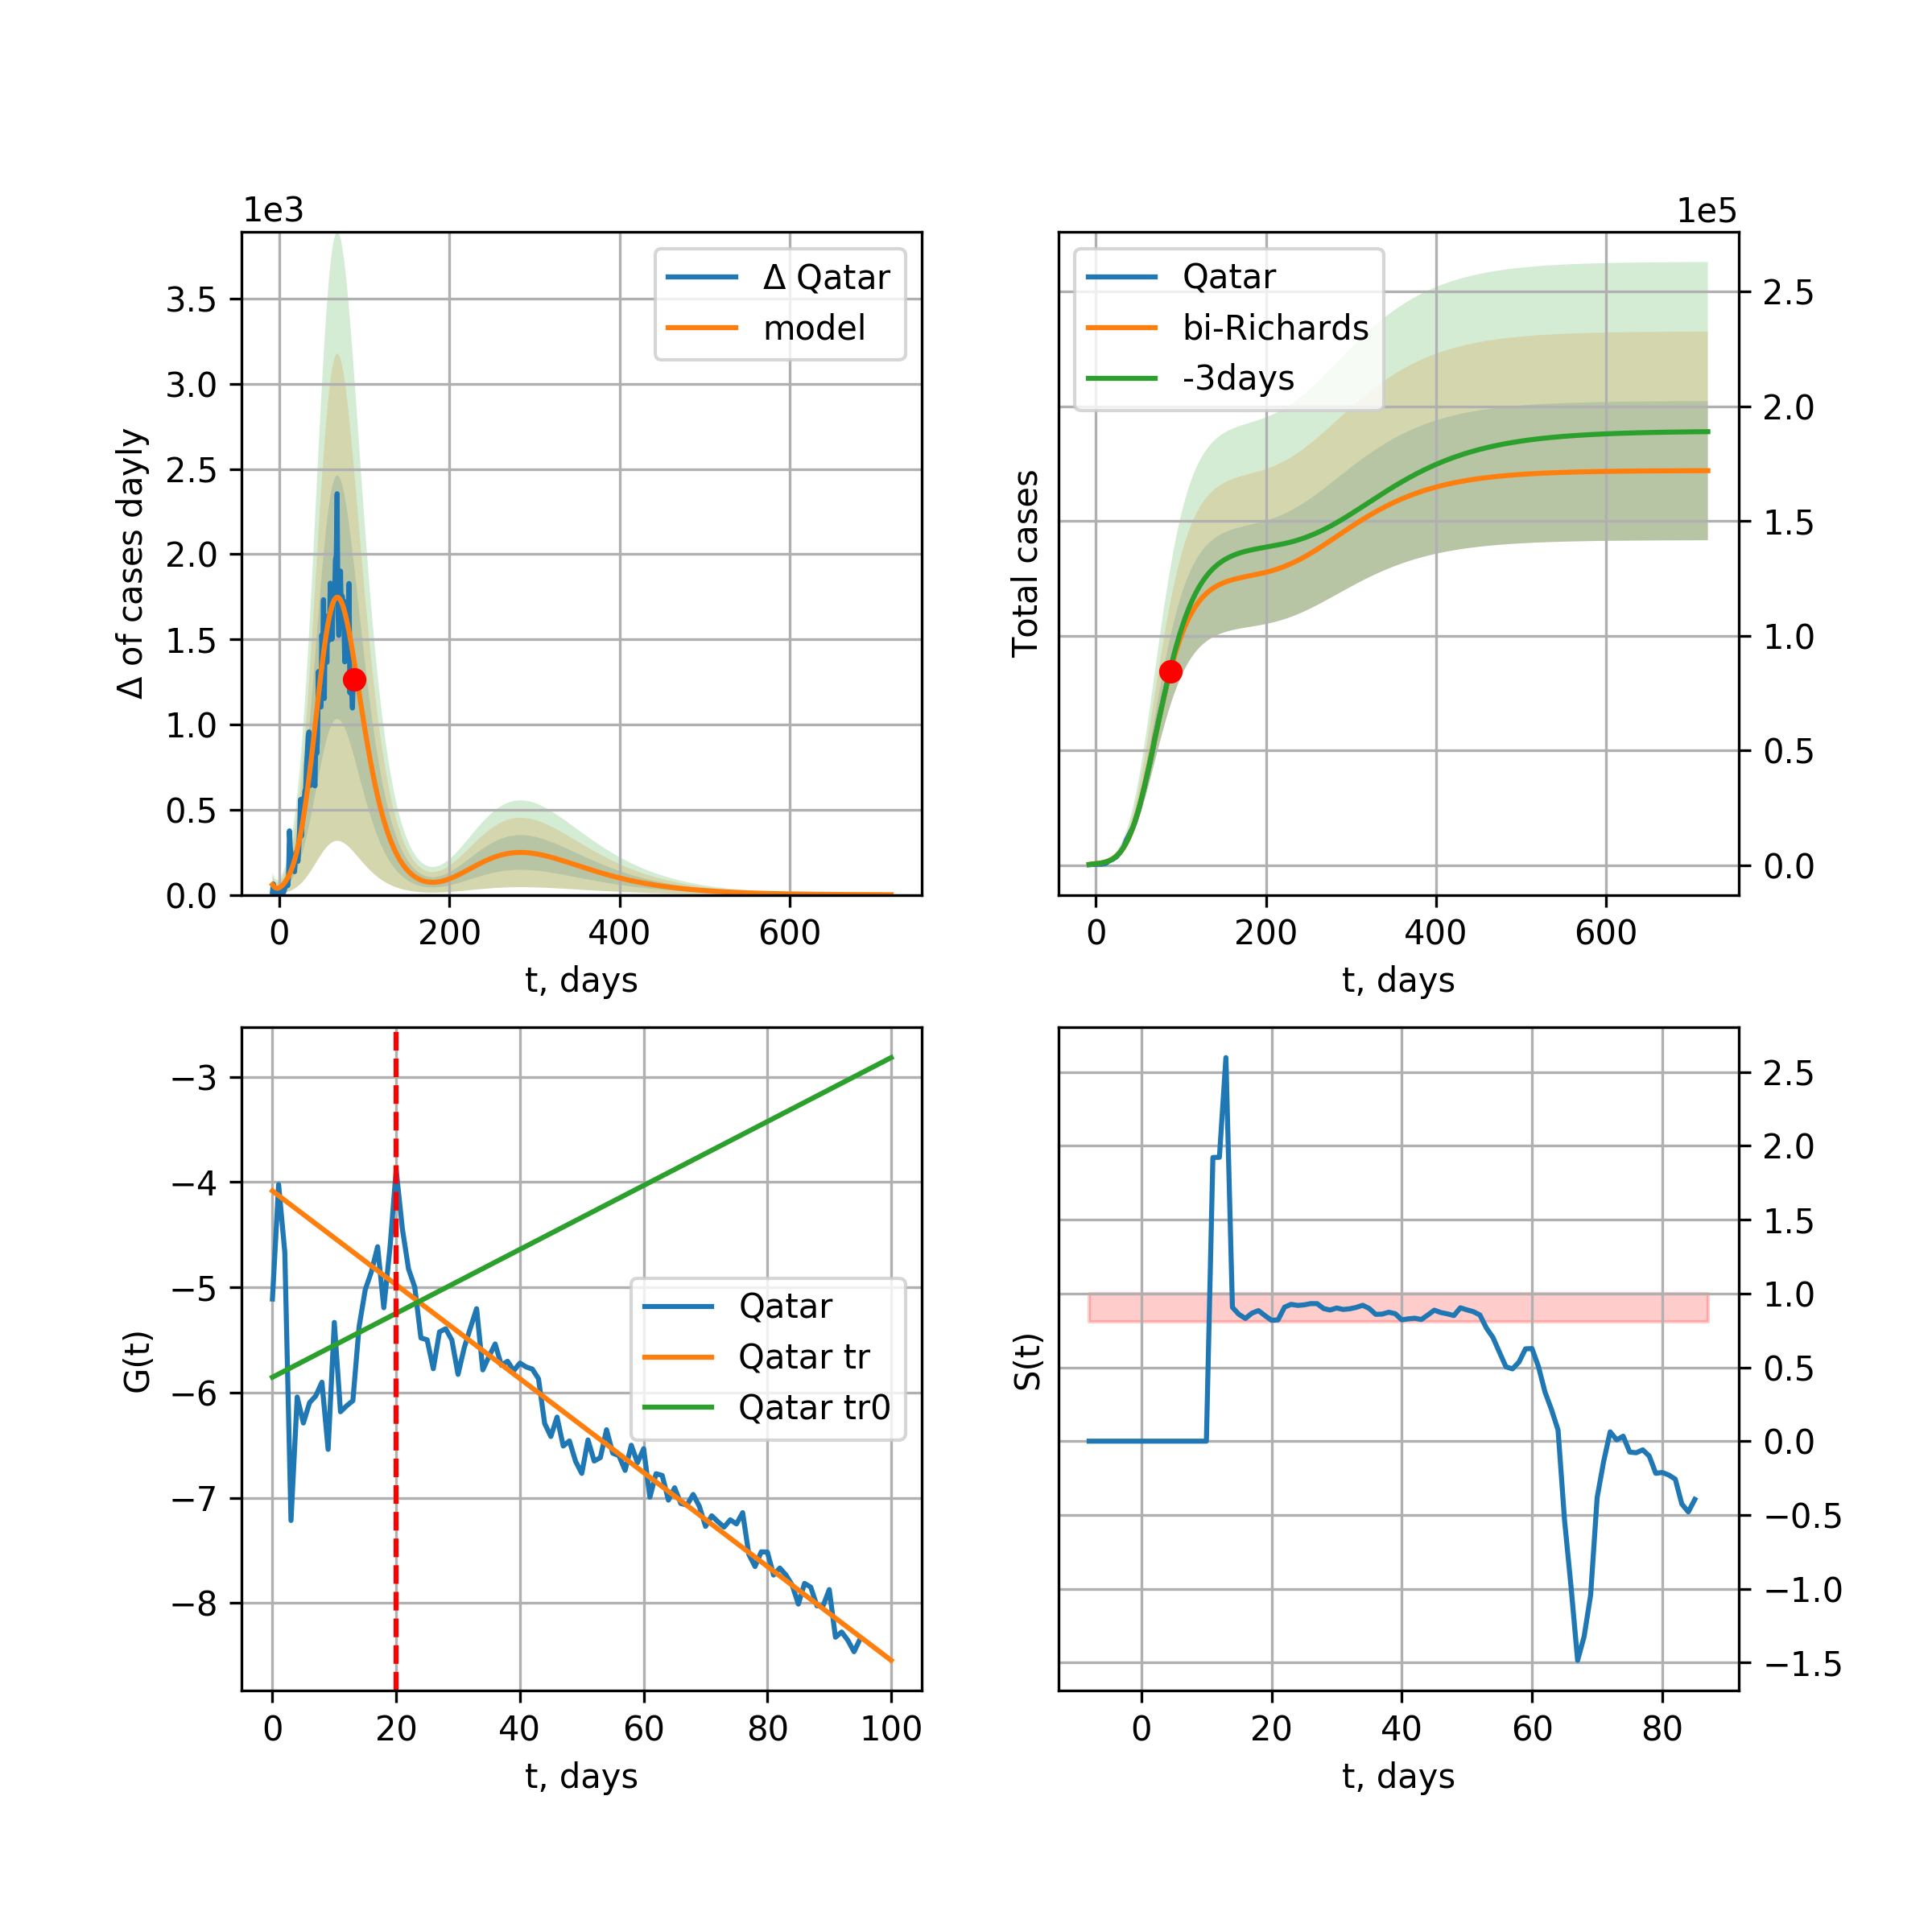 1e3
Δ of cases dayly
3.5
3.0
2.5
2.0
1.5
1.0
0.5
0.0
0 200 400 600
t, days
Δ Qatar
model
1e5
Total cases
2.5
2.0
1.5
1.0
0.5
0.0
0 200 400 600
t, days
Qatar
bi-Richards
-3days
G(t)
−3
−4
−5
−6
−7
−8
0 20 40 60 80 100
t, days
Qatar
Qatar tr
Qatar tr0
S(t)
2.5
2.0
1.5
1.0
0.5
0.0
−0.5
−1.0
−1.5
0 20 40 60 80
t, days